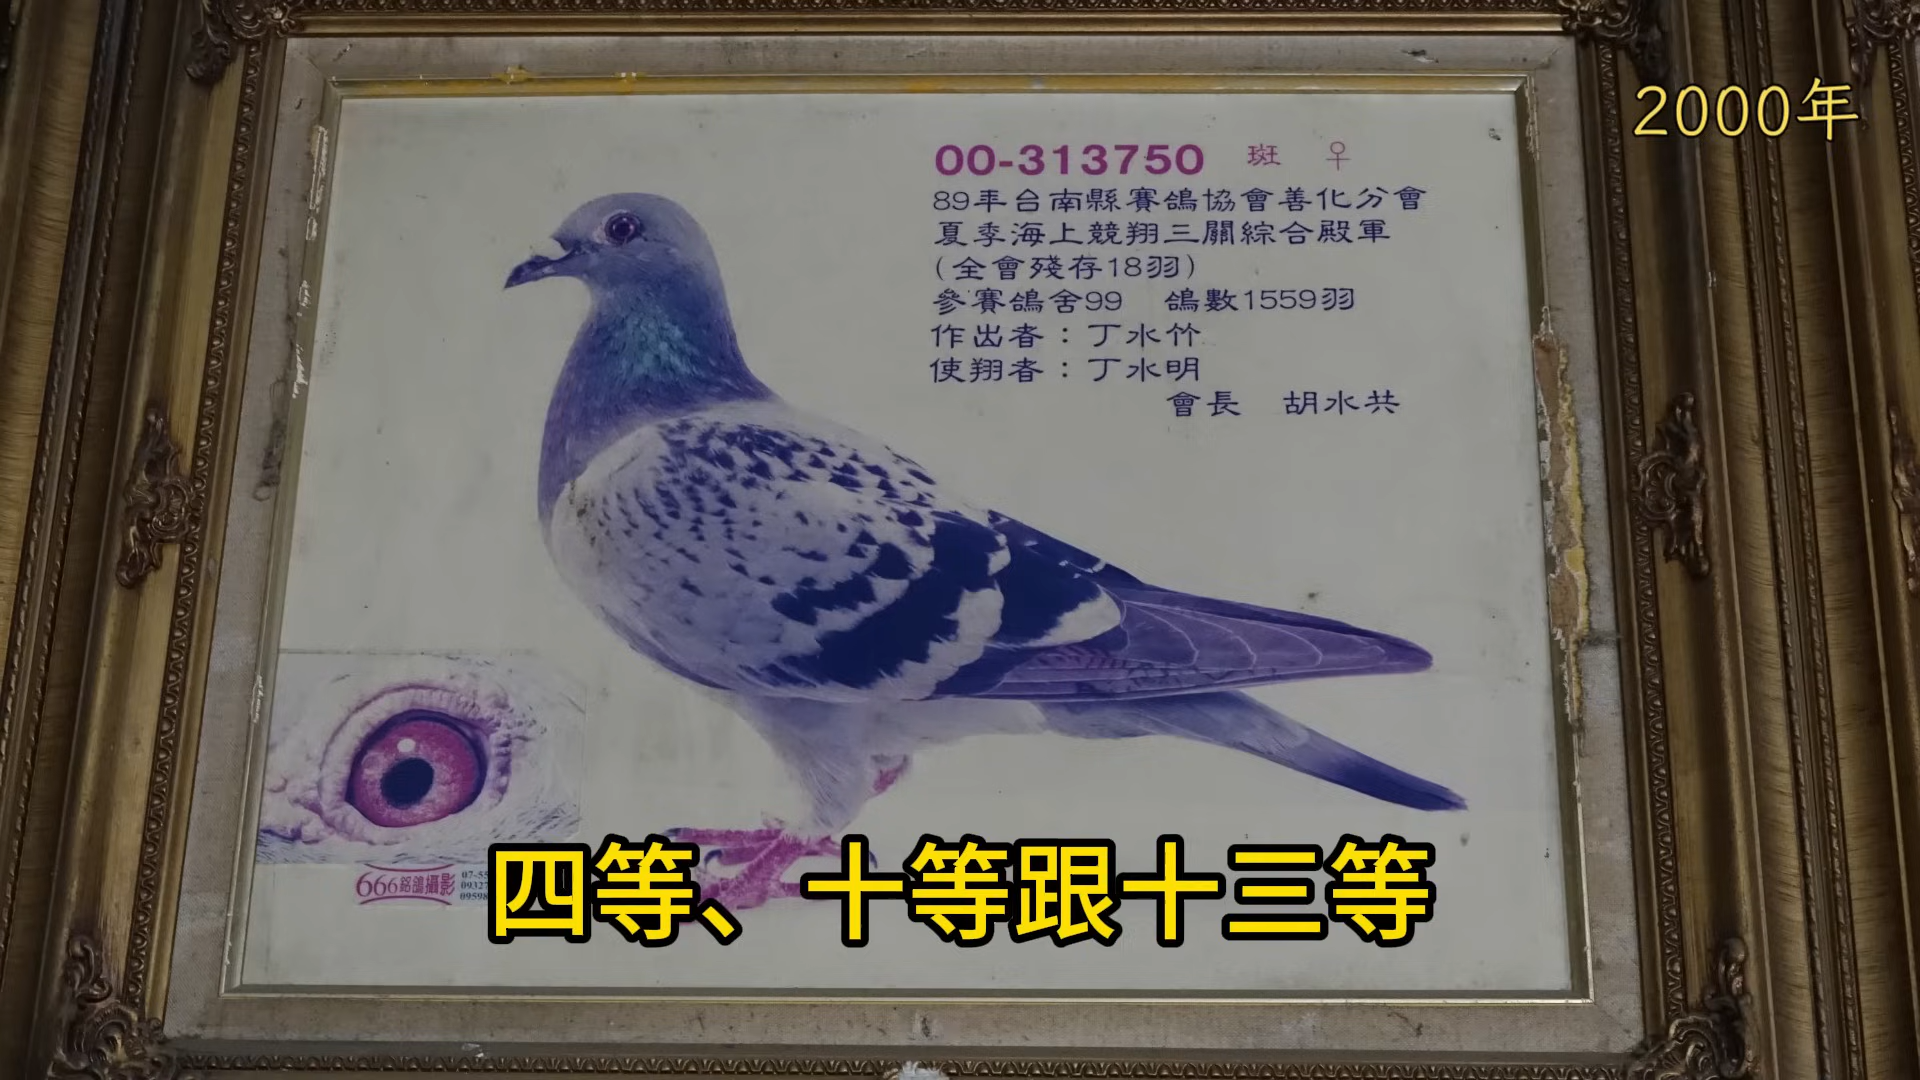 2000年
00-313750 斑 ♀
89年台南縣賽鴿協會善化分會
夏季海上競翔三關綜合殿軍
(全會殘存18羽)
參賽鴿舍99 鴿數1559羽
作出者：丁水竹
使翔者：丁水明
會長 胡水共
666銘鴿攝影
四等、十等跟十三等